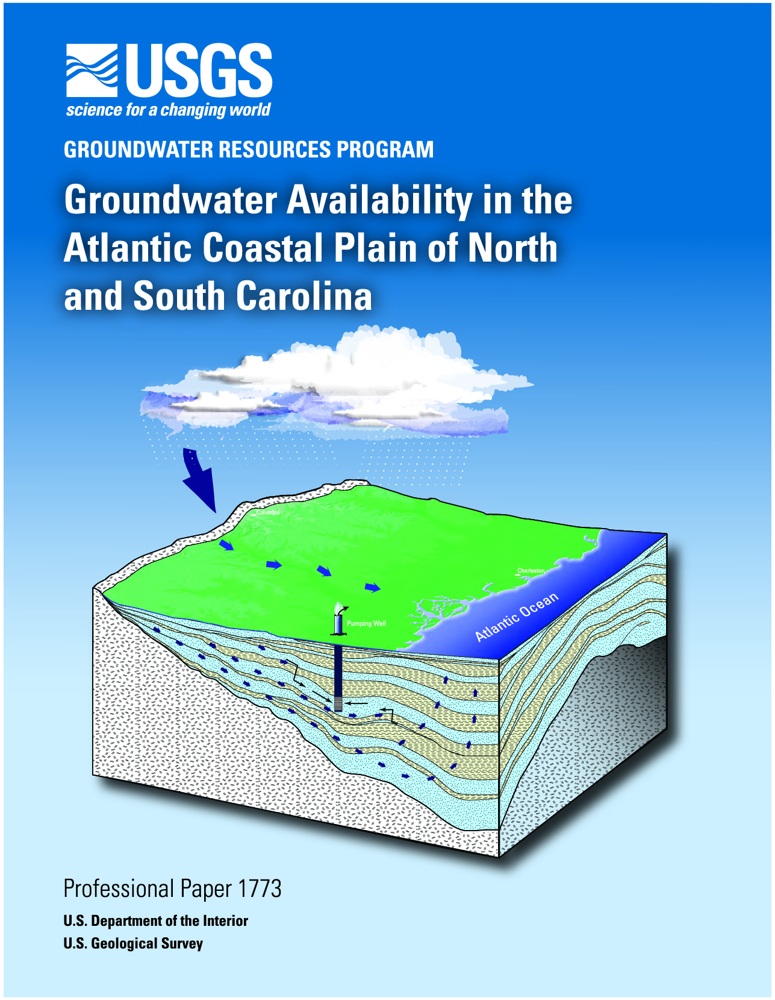 USGS
science for a changing world
GROUNDWATER RESOURCES PROGRAM
Groundwater Availability in the
Atlantic Coastal Plain of North
and South Carolina
Columbia
Charleston
Atlantic Ocean
Pumping Well
Professional Paper 1773
U.S. Department of the Interior
U.S. Geological Survey